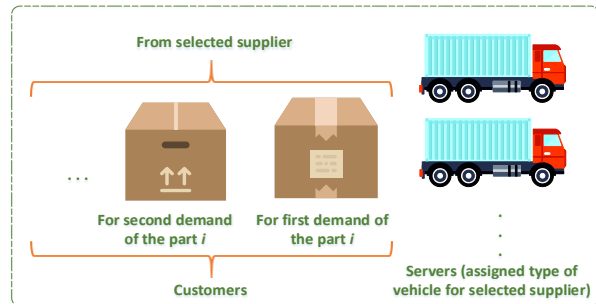 From selected supplier
...
For second demand
of the part i
For first demand of
the part i
Customers
Servers (assigned type of
vehicle for selected supplier)